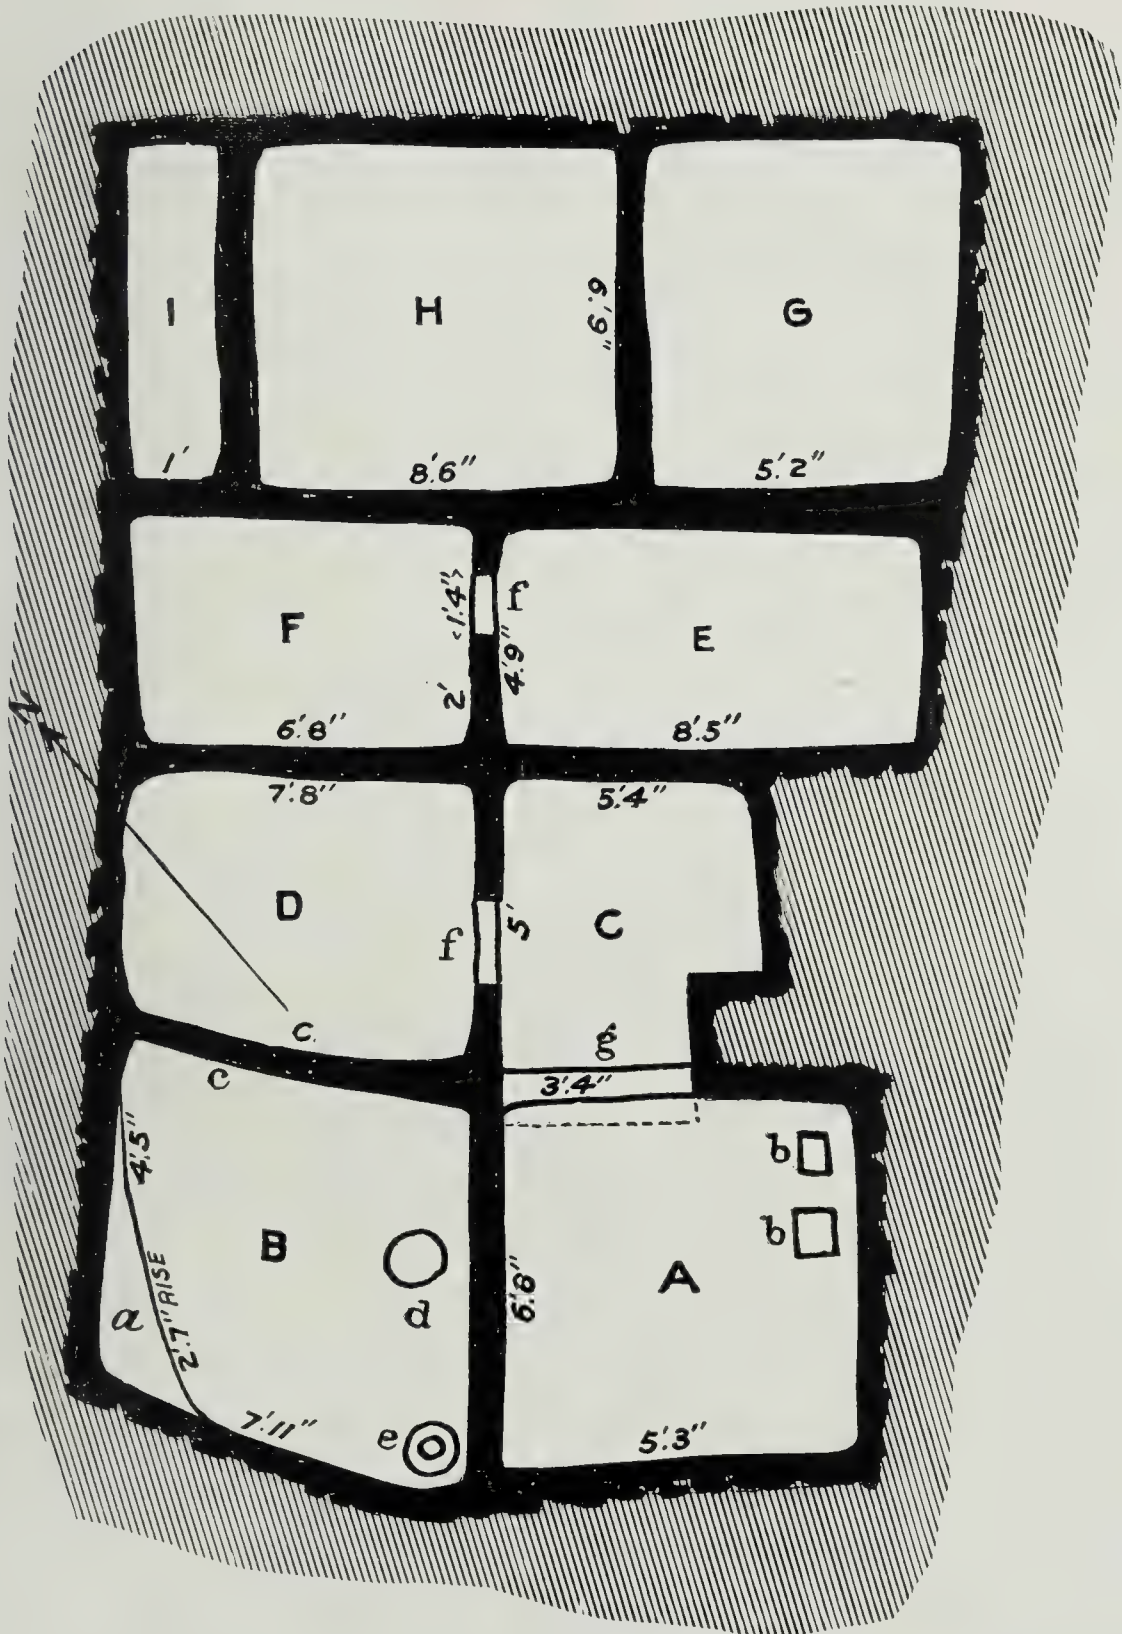 I
H
6'9"
G
1'
8'6"
5'2"
F
<1'4">
f
4'9"
E
2'
6'8"
8'5"
N
7'8"
5'4"
D
f
5'
C
c.
g
c
3'4"
4'5"
b
b
B
d
A
6'8"
a
2'7" RISE
7'11"
e
5'3"